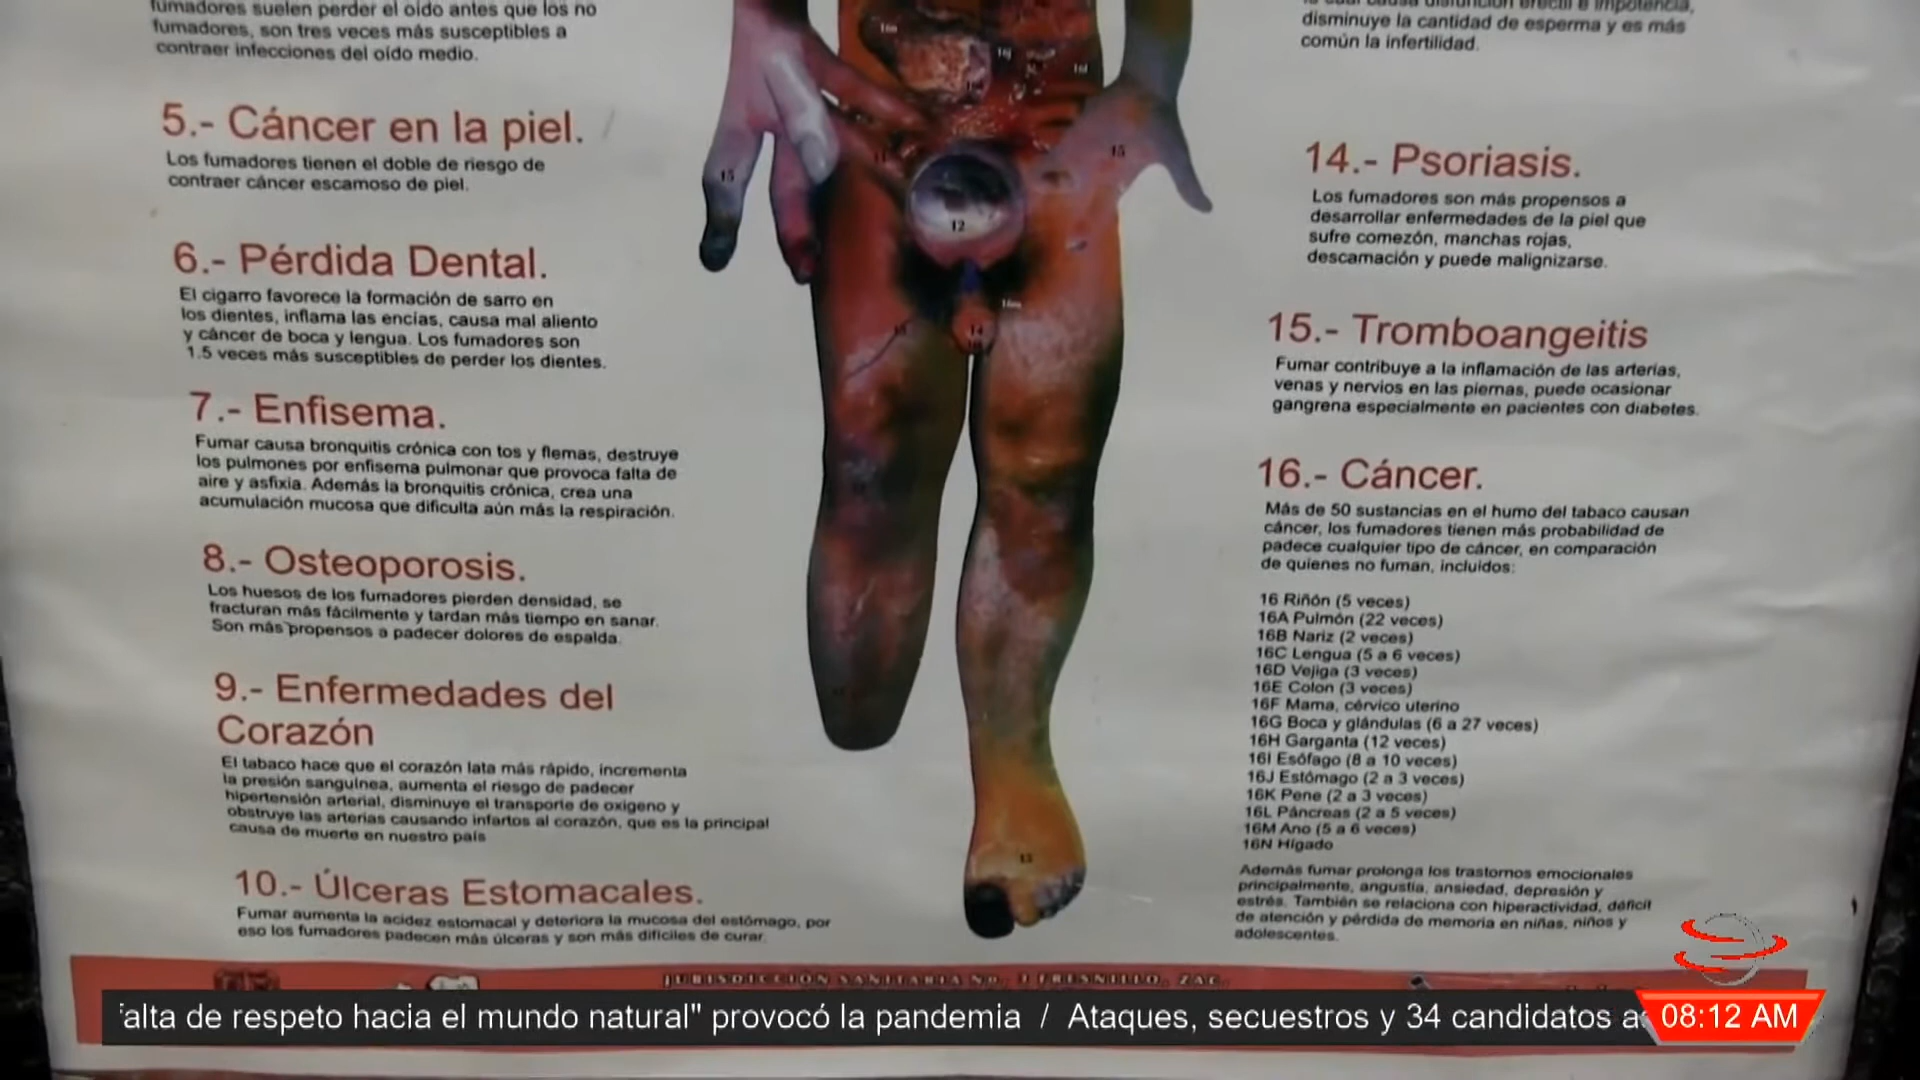 fumadores suelen perder el oído antes que los no
fumadores, son tres veces más susceptibles a
contraer infecciones del oído medio.
5.- Cáncer en la piel.
Los fumadores tienen el doble de riesgo de
contraer cáncer escamoso de piel.
6.- Pérdida Dental.
El cigarro favorece la formación de sarro en
los dientes, inflama las encías, causa mal aliento
y cáncer de boca y lengua. Los fumadores son
1.5 veces más susceptibles de perder los dientes.
7.- Enfisema.
Fumar causa bronquitis crónica con tos y flemas, destruye
los pulmones por enfisema pulmonar que provoca falta de
aire y asfixia. Además la bronquitis crónica, crea una
acumulación mucosa que dificulta aún más la respiración.
8.- Osteoporosis.
Los huesos de los fumadores pierden densidad, se
fracturan más fácilmente y tardan más tiempo en sanar.
Son más propensos a padecer dolores de espalda.
9.- Enfermedades del
Corazón
El tabaco hace que el corazón lata más rápido, incrementa
la presión sanguínea, aumenta el riesgo de padecer
hipertensión arterial, disminuye el transporte de oxígeno y
obstruye las arterias causando infartos al corazón, que es la principal
causa de muerte en nuestro país
10.- Úlceras Estomacales.
Fumar aumenta la acidez estomacal y deteriora la mucosa del estómago, por
eso los fumadores padecen más úlceras y son más difíciles de curar.
15
12
15
14
13
lo cual causa disfunción eréctil e impotencia,
disminuye la cantidad de esperma y es más
común la infertilidad.
14.- Psoriasis.
Los fumadores son más propensos a
desarrollar enfermedades de la piel que
sufre comezón, manchas rojas,
descamación y puede malignizarse.
15.- Tromboangeitis
Fumar contribuye a la inflamación de las arterias,
venas y nervios en las piernas, puede ocasionar
gangrena especialmente en pacientes con diabetes.
16.- Cáncer.
Más de 50 sustancias en el humo del tabaco causan
cáncer, los fumadores tienen más probabilidad de
padece cualquier tipo de cáncer, en comparación
de quienes no fuman, incluidos:
16 Riñón (5 veces)
16A Pulmón (22 veces)
16B Nariz (2 veces)
16C Lengua (5 a 6 veces)
16D Vejiga (3 veces)
16E Colon (3 veces)
16F Mama, cérvico uterino
16G Boca y glándulas (6 a 27 veces)
16H Garganta (12 veces)
16I Esófago (8 a 10 veces)
16J Estómago (2 a 3 veces)
16K Pene (2 a 3 veces)
16L Páncreas (2 a 5 veces)
16M Ano (5 a 6 veces)
16N Hígado
Además fumar prolonga los trastornos emocionales
principalmente, angustia, ansiedad, depresión y
estrés. También se relaciona con hiperactividad, déficit
de atención y pérdida de memoria en niñas, niños y
adolescentes.
JURISDICCION SANITARIA No. 3 FRESNILLO, ZAC.
falta de respeto hacia el mundo natural" provocó la pandemia / Ataques, secuestros y 34 candidatos
08:12 AM